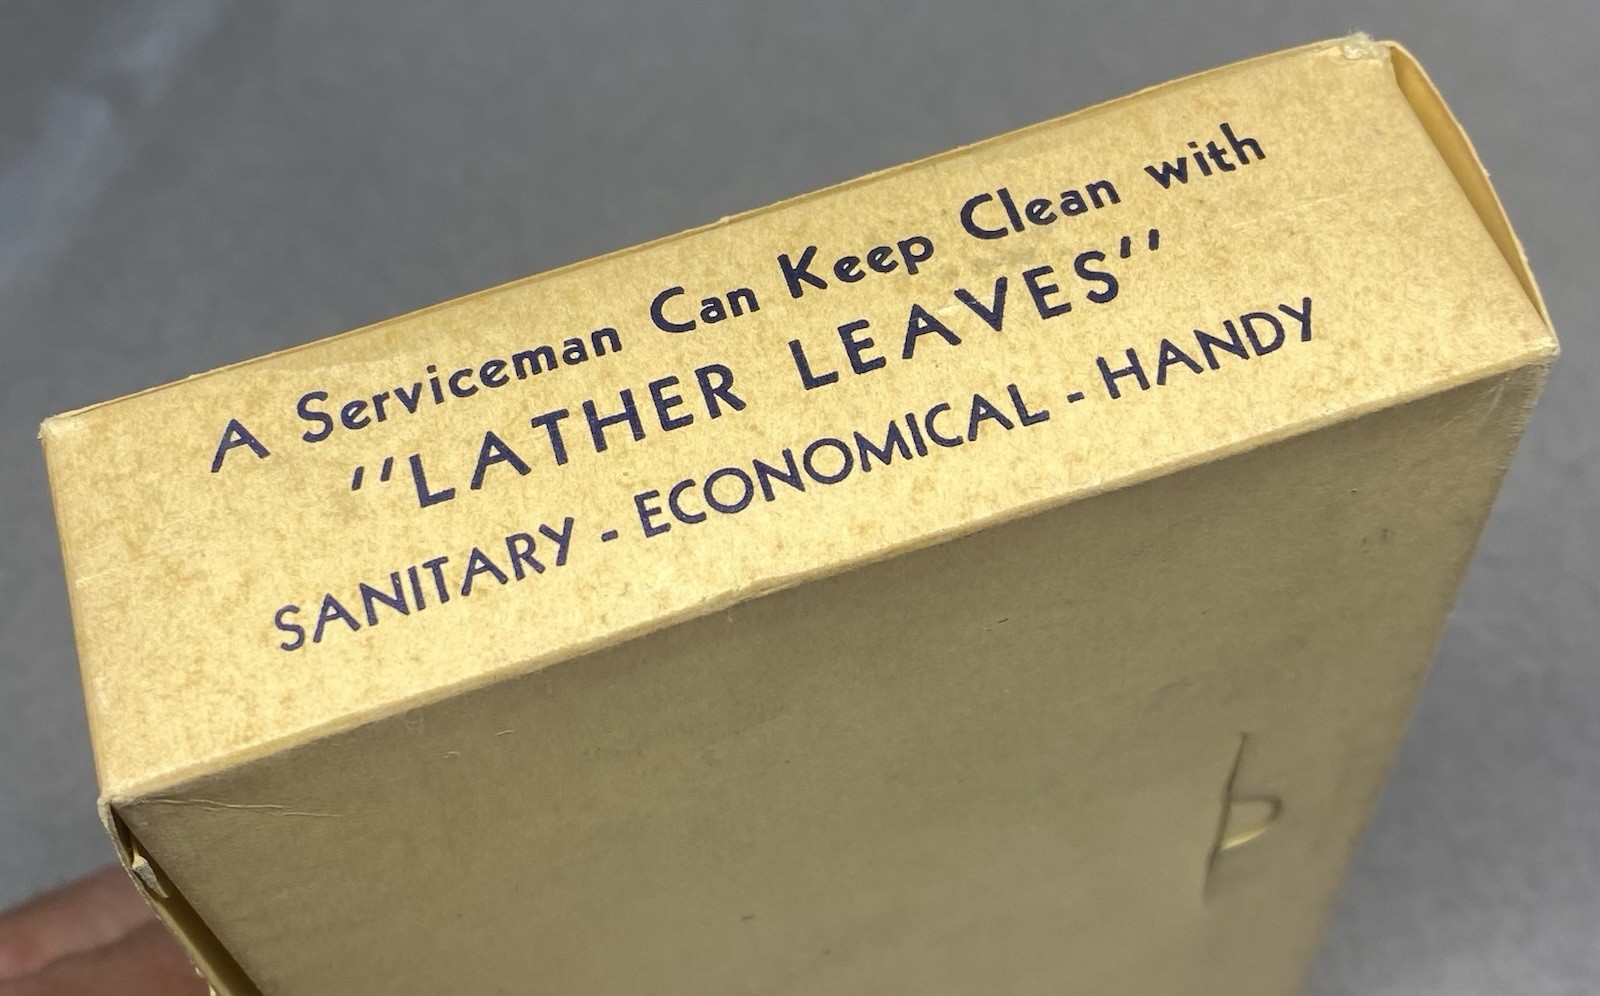 A Serviceman Can Keep Clean with
"LATHER LEAVES"
SANITARY - ECONOMICAL - HANDY